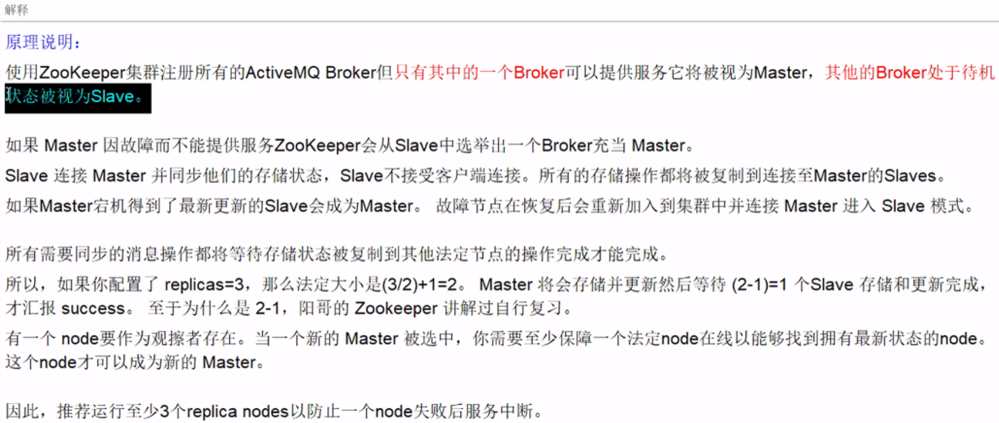 解释
原理说明：
使用ZooKeeper集群注册所有的ActiveMQ Broker但只有其中的一个Broker可以提供服务它将被视为Master，其他的Broker处于待机
状态被视为Slave。
如果 Master 因故障而不能提供服务ZooKeeper会从Slave中选举出一个Broker充当 Master。
Slave 连接 Master 并同步他们的存储状态，Slave不接受客户端连接。所有的存储操作都将被复制到连接至Master的Slaves。
如果Master宕机得到了最新更新的Slave会成为Master。 故障节点在恢复后会重新加入到集群中并连接 Master 进入 Slave 模式。
所有需要同步的消息操作都将等待存储状态被复制到其他法定节点的操作完成才能完成。
所以，如果你配置了 replicas=3，那么法定大小是(3/2)+1=2。 Master 将会存储并更新然后等待 (2-1)=1 个Slave 存储和更新完成，
才汇报 success。 至于为什么是 2-1，阳哥的 Zookeeper 讲解过自行复习。
有一个 node要作为观擦者存在。当一个新的 Master 被选中，你需要至少保障一个法定node在线以能够找到拥有最新状态的node。
这个node才可以成为新的 Master。
因此，推荐运行至少3个replica nodes以防止一个node失败后服务中断。